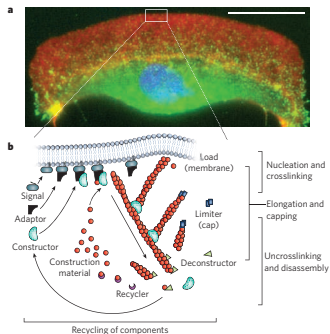 a
b
Load
(membrane)
Nucleation and
crosslinking
Signal
Adaptor
Limiter
(cap)
Elongation and
capping
Constructor
Construction
material
Deconstructor
Uncrosslinking
and disassembly
Recycler
Recycling of components